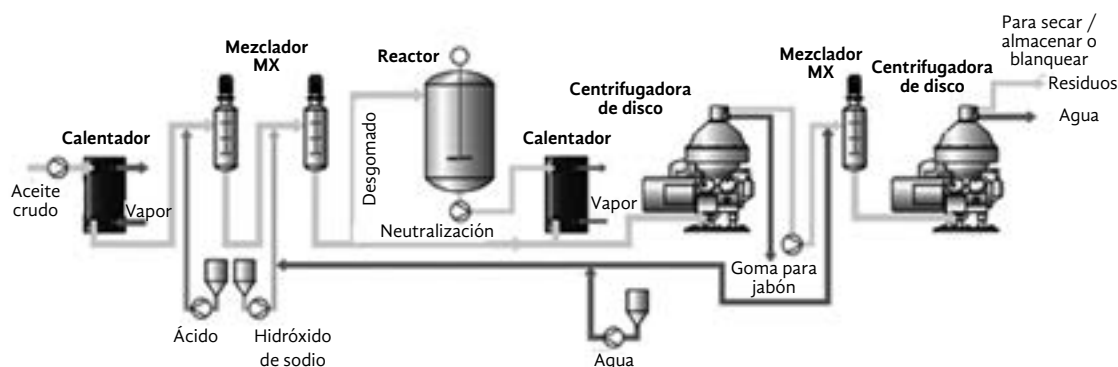 Para secar /
almacenar o
blanquear
Mezclador
MX
Reactor
Mezclador
MX
Centrifugadora
de disco
Centrifugadora
de disco
Residuos
Agua
Calentador
Calentador
Desgomado
Aceite
crudo
Vapor
Vapor
Neutralización
Goma para
jabón
Ácido
Hidróxido
de sodio
Agua